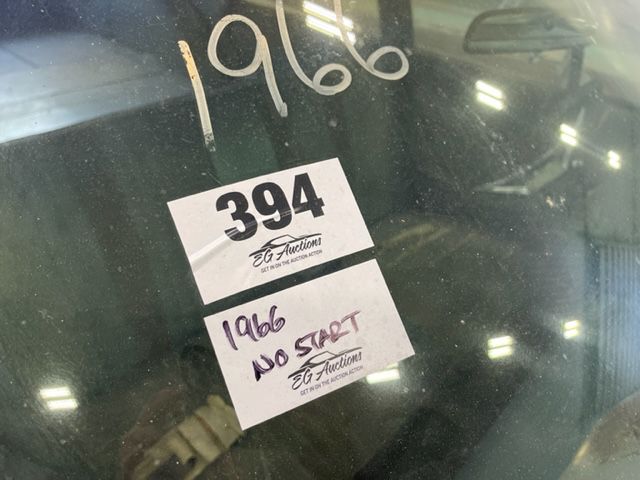 1966
394
EG Auctions
GET IN ON THE AUCTION ACTION
1966
NO START
EG Auctions
GET IN ON THE AUCTION ACTION